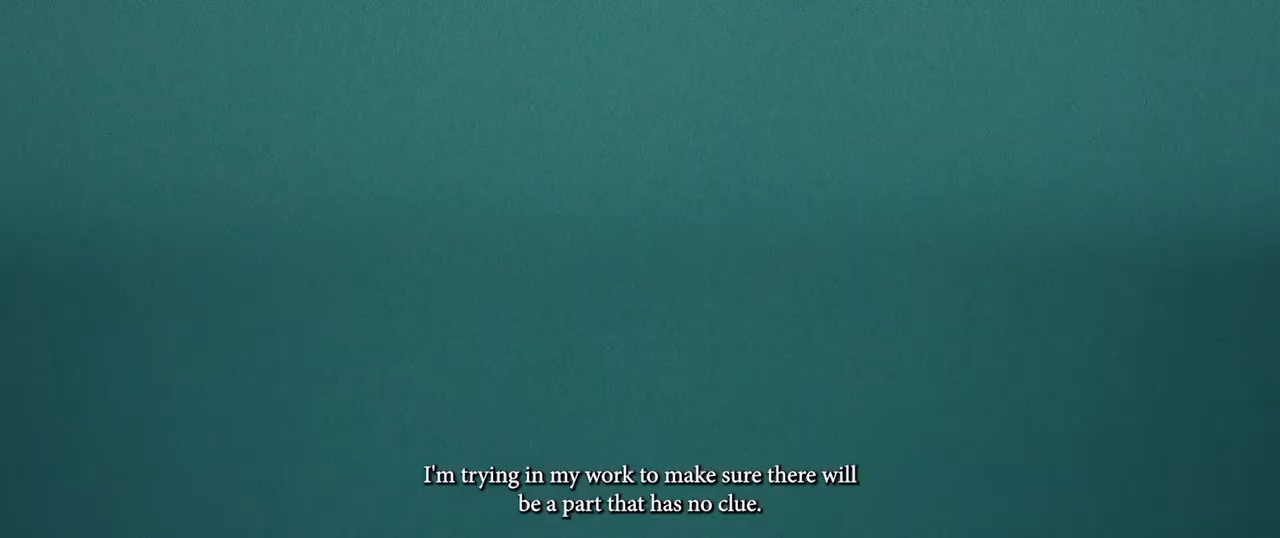 I'm trying in my work to make sure there will
be a part that has no clue.